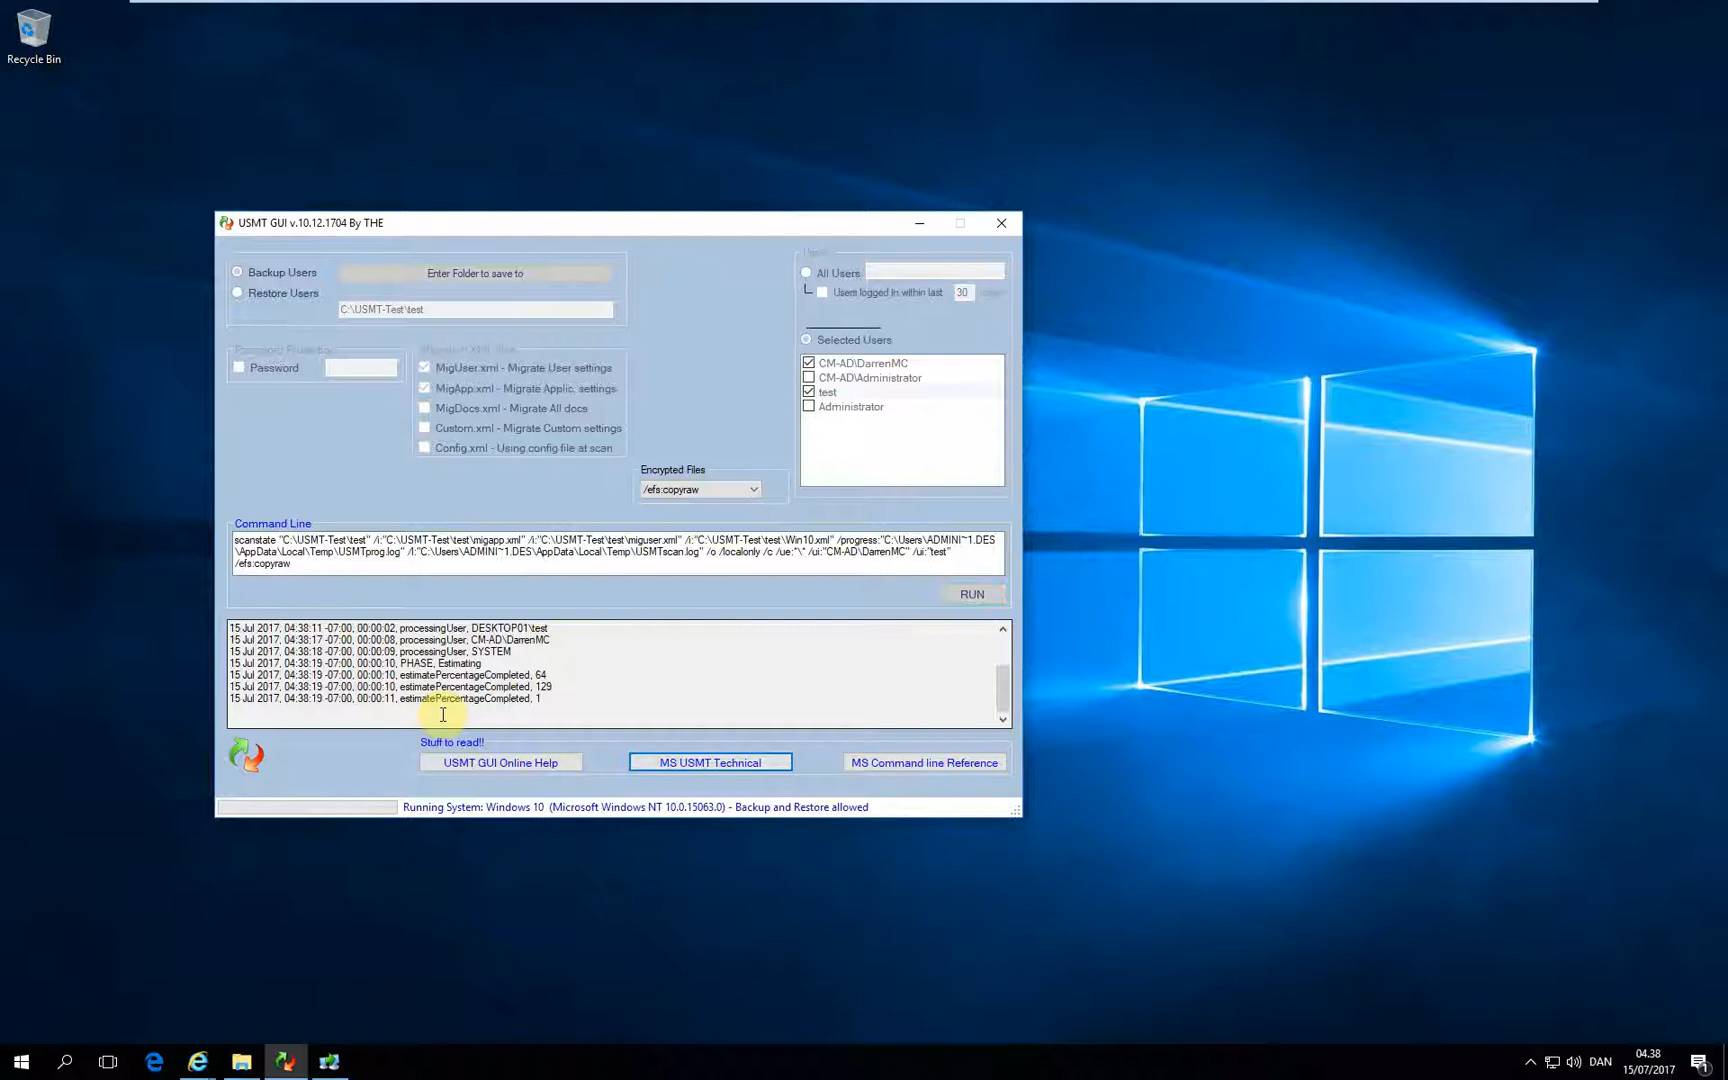 Recycle Bin
USMT GUI v.10.12.1704 By THE
Backup Users
Enter Folder to save to
Restore Users
C:\USMT-Test\test
All Users
Users logged in within last
30
Selected Users
CM-AD\DarrenMC
CM-AD\Administrator
test
Administrator
Password
MigUser.xml - Migrate User settings
MigApp.xml - Migrate Applic. settings
MigDocs.xml - Migrate All docs
Custom.xml - Migrate Custom settings
Config.xml - Using config file at scan
Encrypted Files
/efs:copyraw
Command Line
scanstate "C:\USMT-Test\test" /i:"C:\USMT-Test\test\migapp.xml" /i:"C:\USMT-Test\test\miguser.xml" /i:"C:\USMT-Test\test\Win10.xml" /progress:"C:\Users\ADMINI~1.DES
\AppData\Local\Temp\USMTprog.log" /l:"C:\Users\ADMINI~1.DES\AppData\Local\Temp\USMTscan.log" /o /localonly /c /ue:"*\*" /ui:"CM-AD\DarrenMC" /ui:"test"
/efs:copyraw
RUN
15 Jul 2017, 04:38:11 -07:00, 00:00:02, processingUser, DESKTOP01\test
15 Jul 2017, 04:38:17 -07:00, 00:00:08, processingUser, CM-AD\DarrenMC
15 Jul 2017, 04:38:18 -07:00, 00:00:09, processingUser, SYSTEM
15 Jul 2017, 04:38:19 -07:00, 00:00:10, PHASE, Estimating
15 Jul 2017, 04:38:19 -07:00, 00:00:10, estimatePercentageCompleted, 64
15 Jul 2017, 04:38:19 -07:00, 00:00:10, estimatePercentageCompleted, 129
15 Jul 2017, 04:38:19 -07:00, 00:00:11, estimatePercentageCompleted, 1
Stuff to read!!
USMT GUI Online Help
MS USMT Technical
MS Command line Reference
Running System: Windows 10 (Microsoft Windows NT 10.0.15063.0) - Backup and Restore allowed
DAN
04.38
15/07/2017
1